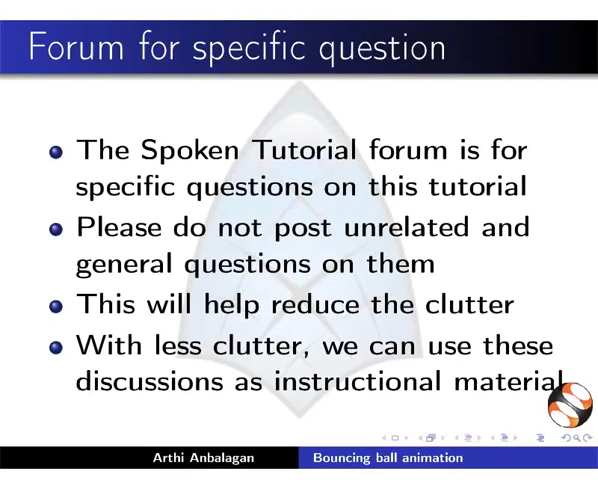 Forum for specific question
The Spoken Tutorial forum is for
specific questions on this tutorial
Please do not post unrelated and
general questions on them
This will help reduce the clutter
With less clutter, we can use these
discussions as instructional material
Arthi Anbalagan
Bouncing ball animation